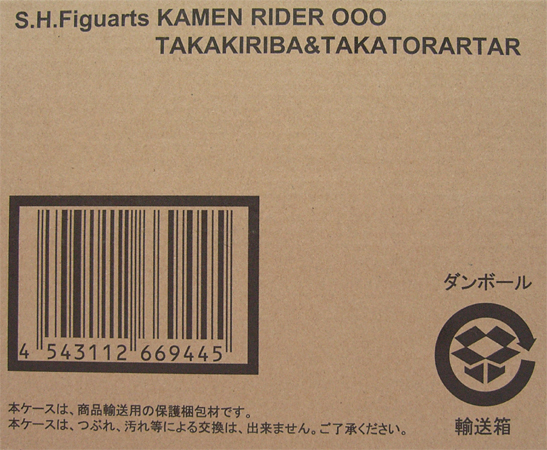 S.H.Figuarts KAMEN RIDER OOO
TAKAKIRIBA&TAKATORARTAR
4 543112 669445
ダンボール
輸送箱
本ケースは、商品輸送用の保護梱包材です。
本ケースは、つぶれ、汚れ等による交換は、出来ません。ご了承ください。